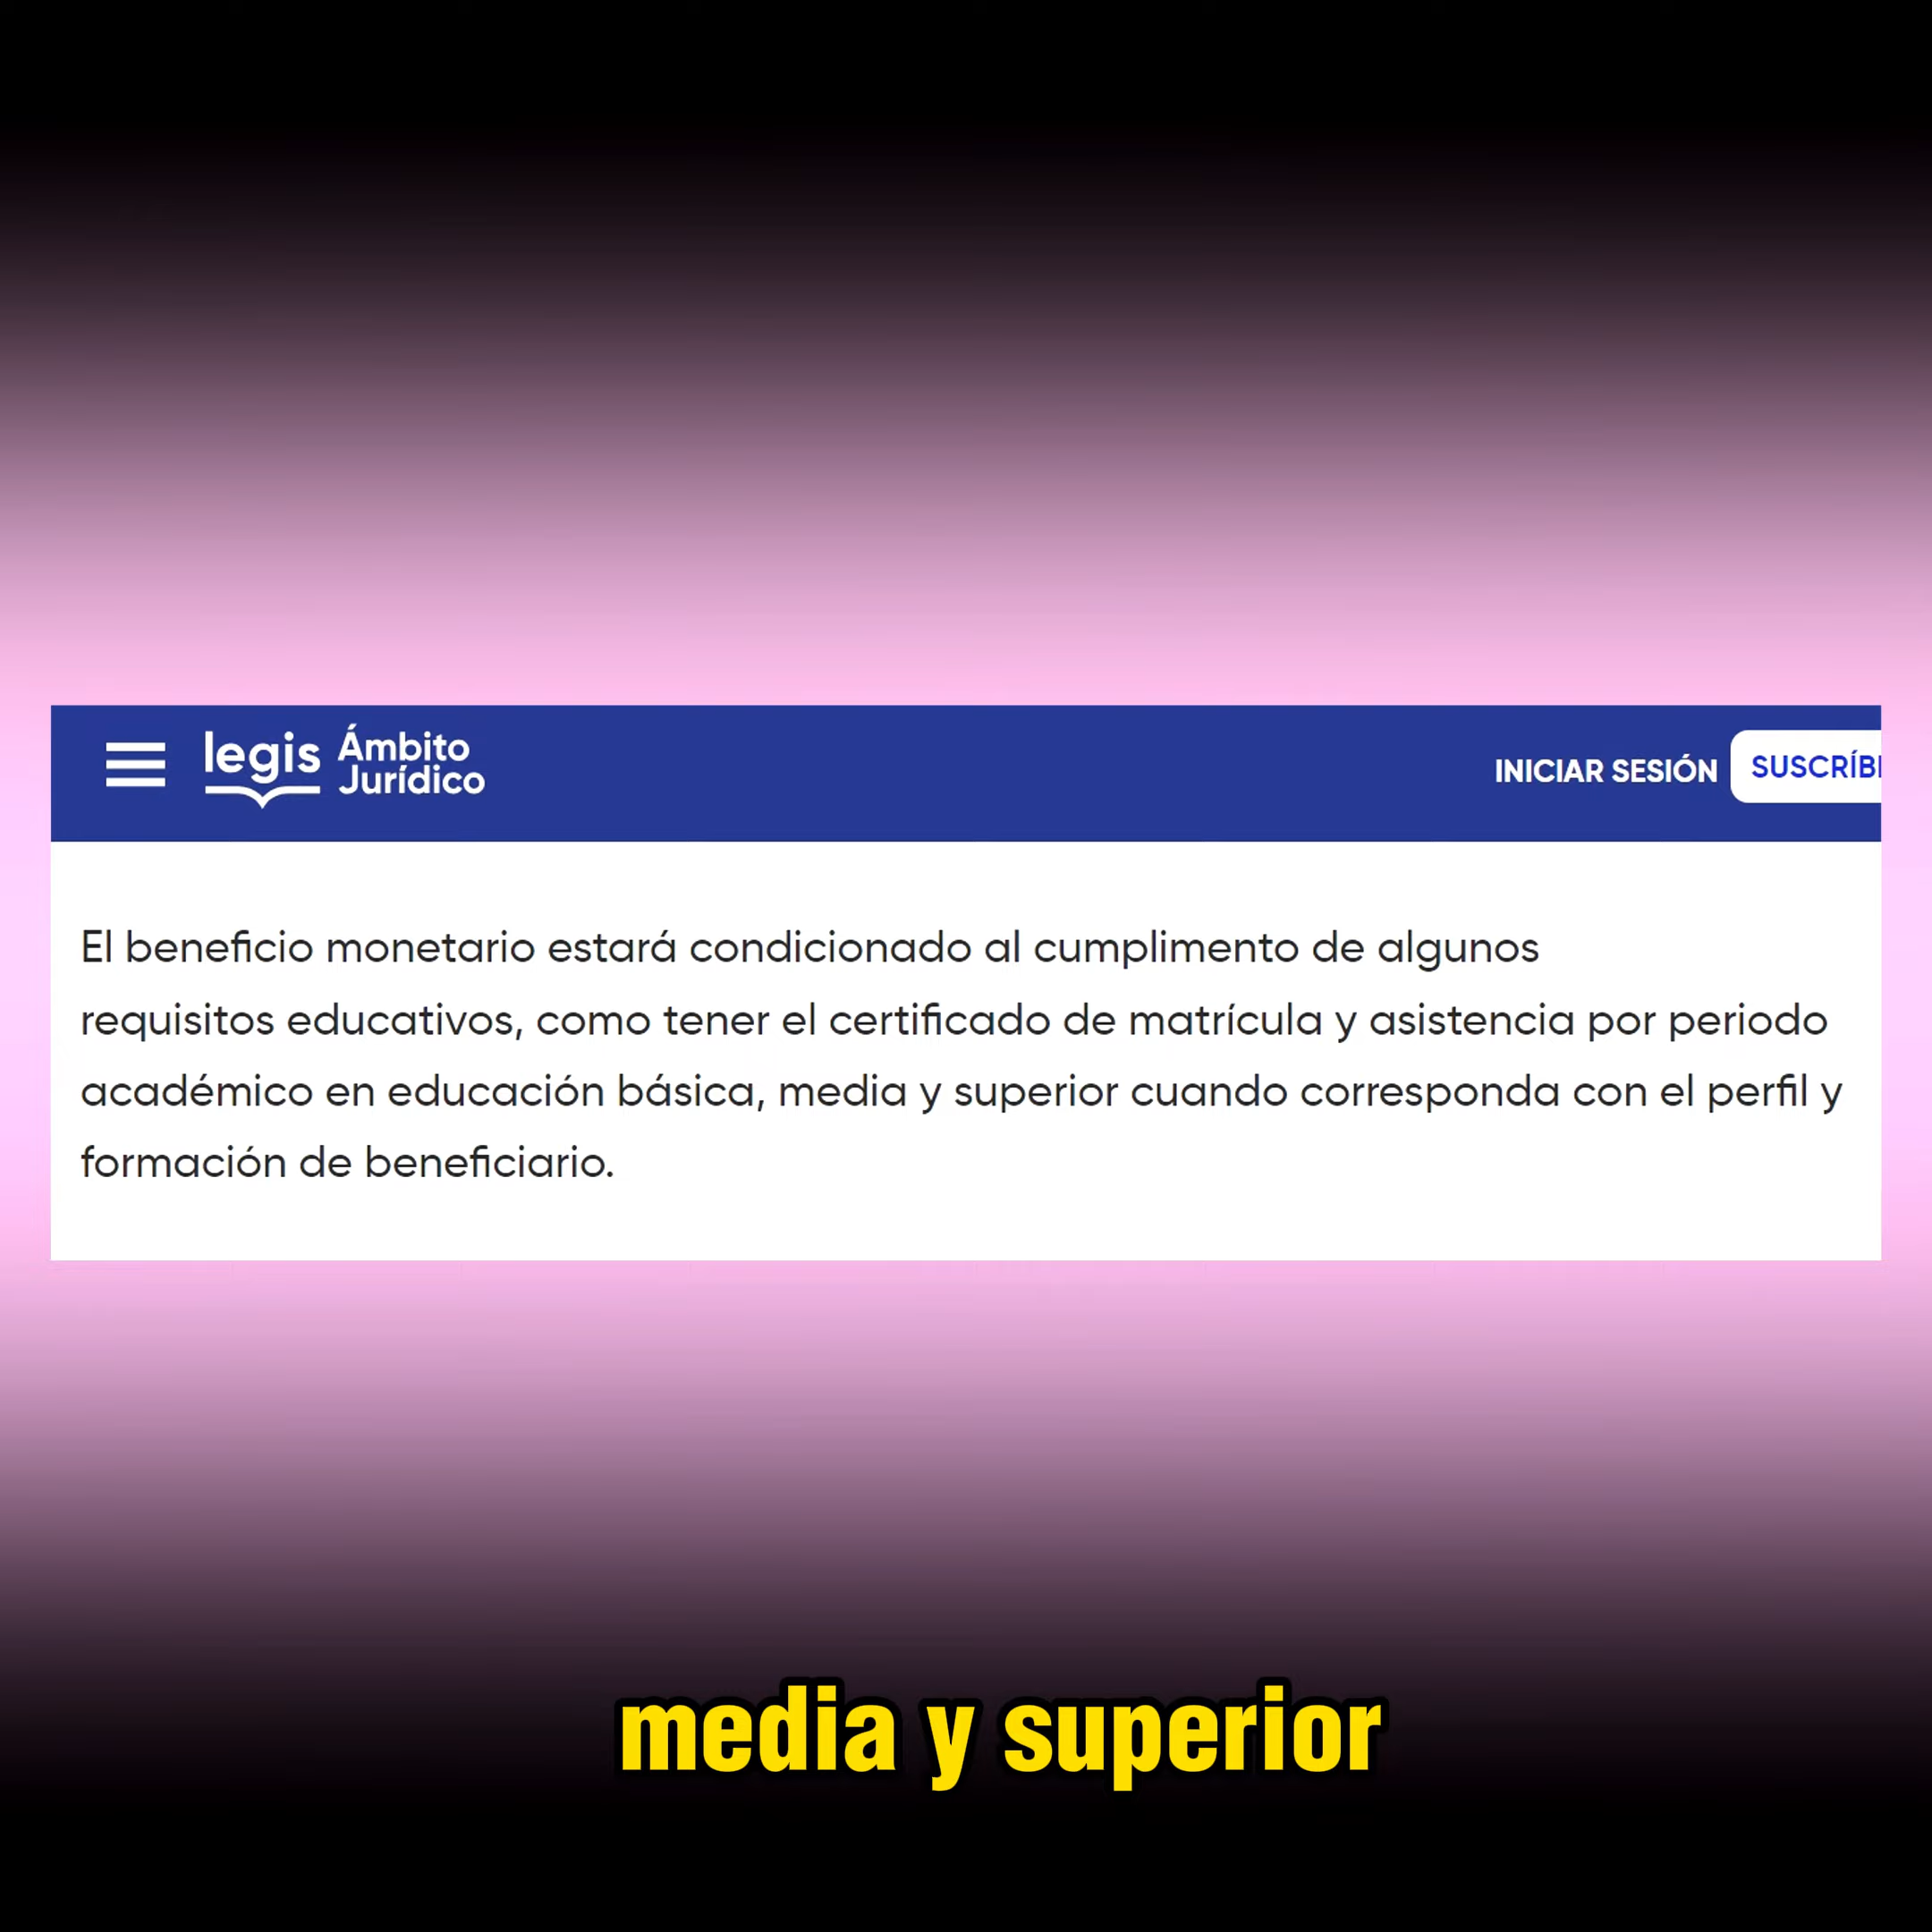 legis Ámbito
Jurídico
INICIAR SESIÓN
El beneficio monetario estará condicionado al cumplimento de algunos
requisitos educativos, como tener el certificado de matrícula y asistencia por periodo
académico en educación básica, media y superior cuando corresponda con el perfil y
formación de beneficiario.
media y superior